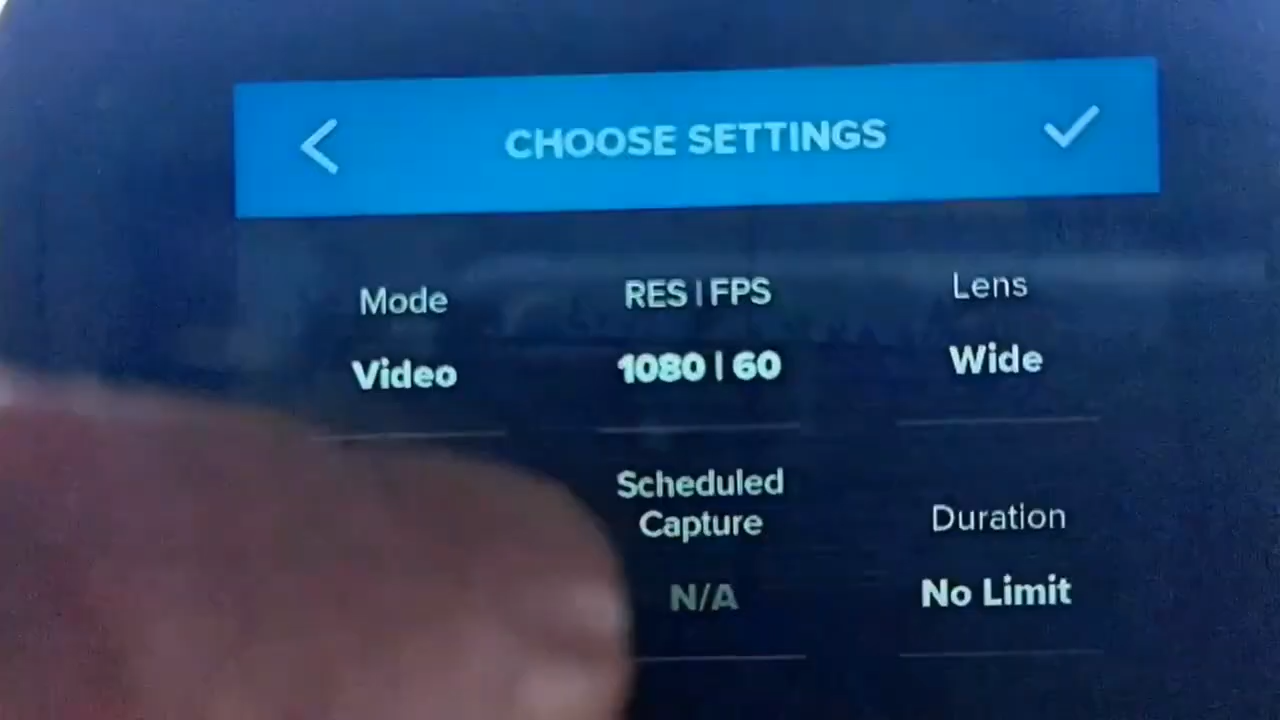 CHOOSE SETTINGS
Mode
RES | FPS
Lens
Video
1080 | 60
Wide
Scheduled
Capture
Duration
N/A
No Limit